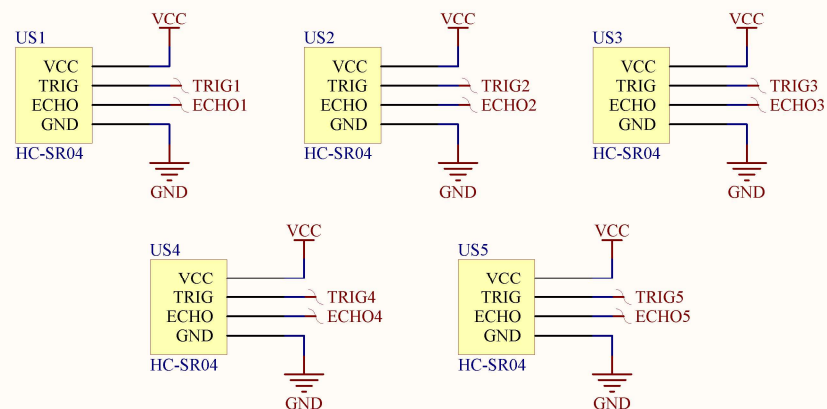 VCC
US1
VCC
TRIG
TRIG1
ECHO
ECHO1
GND
HC-SR04
GND
VCC
US2
VCC
TRIG
TRIG2
ECHO
ECHO2
GND
HC-SR04
GND
VCC
US3
VCC
TRIG
TRIG3
ECHO
ECHO3
GND
HC-SR04
GND
VCC
US4
VCC
TRIG
TRIG4
ECHO
ECHO4
GND
HC-SR04
GND
VCC
US5
VCC
TRIG
TRIG5
ECHO
ECHO5
GND
HC-SR04
GND